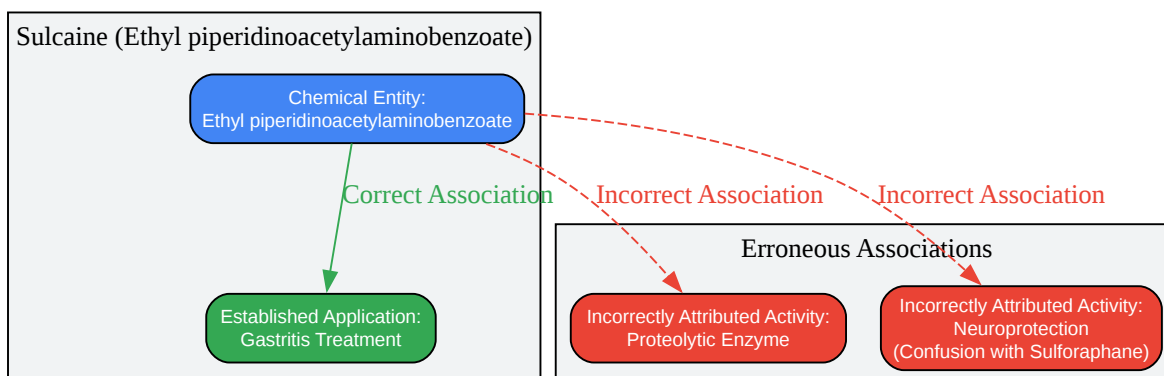 Sulcaine (Ethyl piperidinoacetylaminobenzoate)
Chemical Entity:
Ethyl piperidinoacetylaminobenzoate
Correct Association
Incorrect Association
Incorrect Association
Erroneous Associations
Established Application:
Gastritis Treatment
Incorrectly Attributed Activity:
Proteolytic Enzyme
Incorrectly Attributed Activity:
Neuroprotection
(Confusion with Sulforaphane)